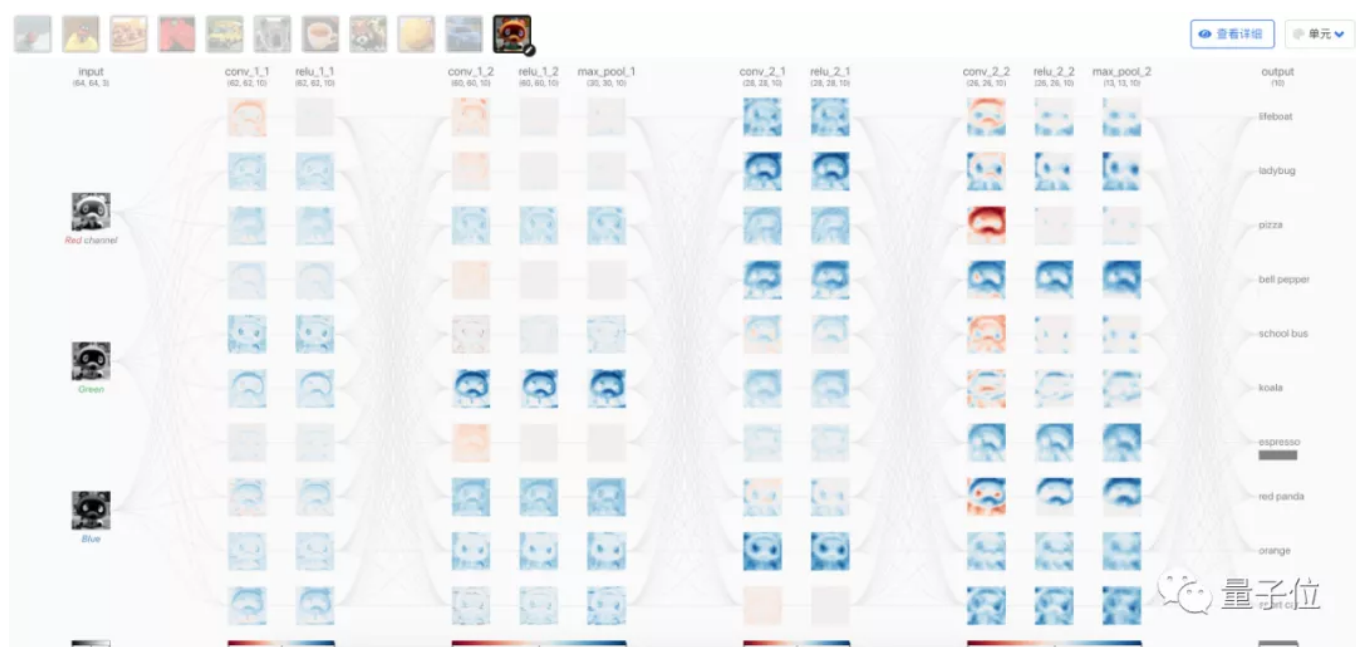 查看详细
单元
input
(64, 64, 3)
conv_1_1
(62, 62, 10)
relu_1_1
(62, 62, 10)
conv_1_2
(60, 60, 10)
relu_1_2
(60, 60, 10)
max_pool_1
(30, 30, 10)
conv_2_1
(28, 28, 10)
relu_2_1
(28, 28, 10)
conv_2_2
(26, 26, 10)
relu_2_2
(26, 26, 10)
max_pool_2
(13, 13, 10)
output
(10)
lifeboat
ladybug
pizza
Red channel
bell pepper
school bus
Green
koala
espresso
red panda
Blue
orange
量子位